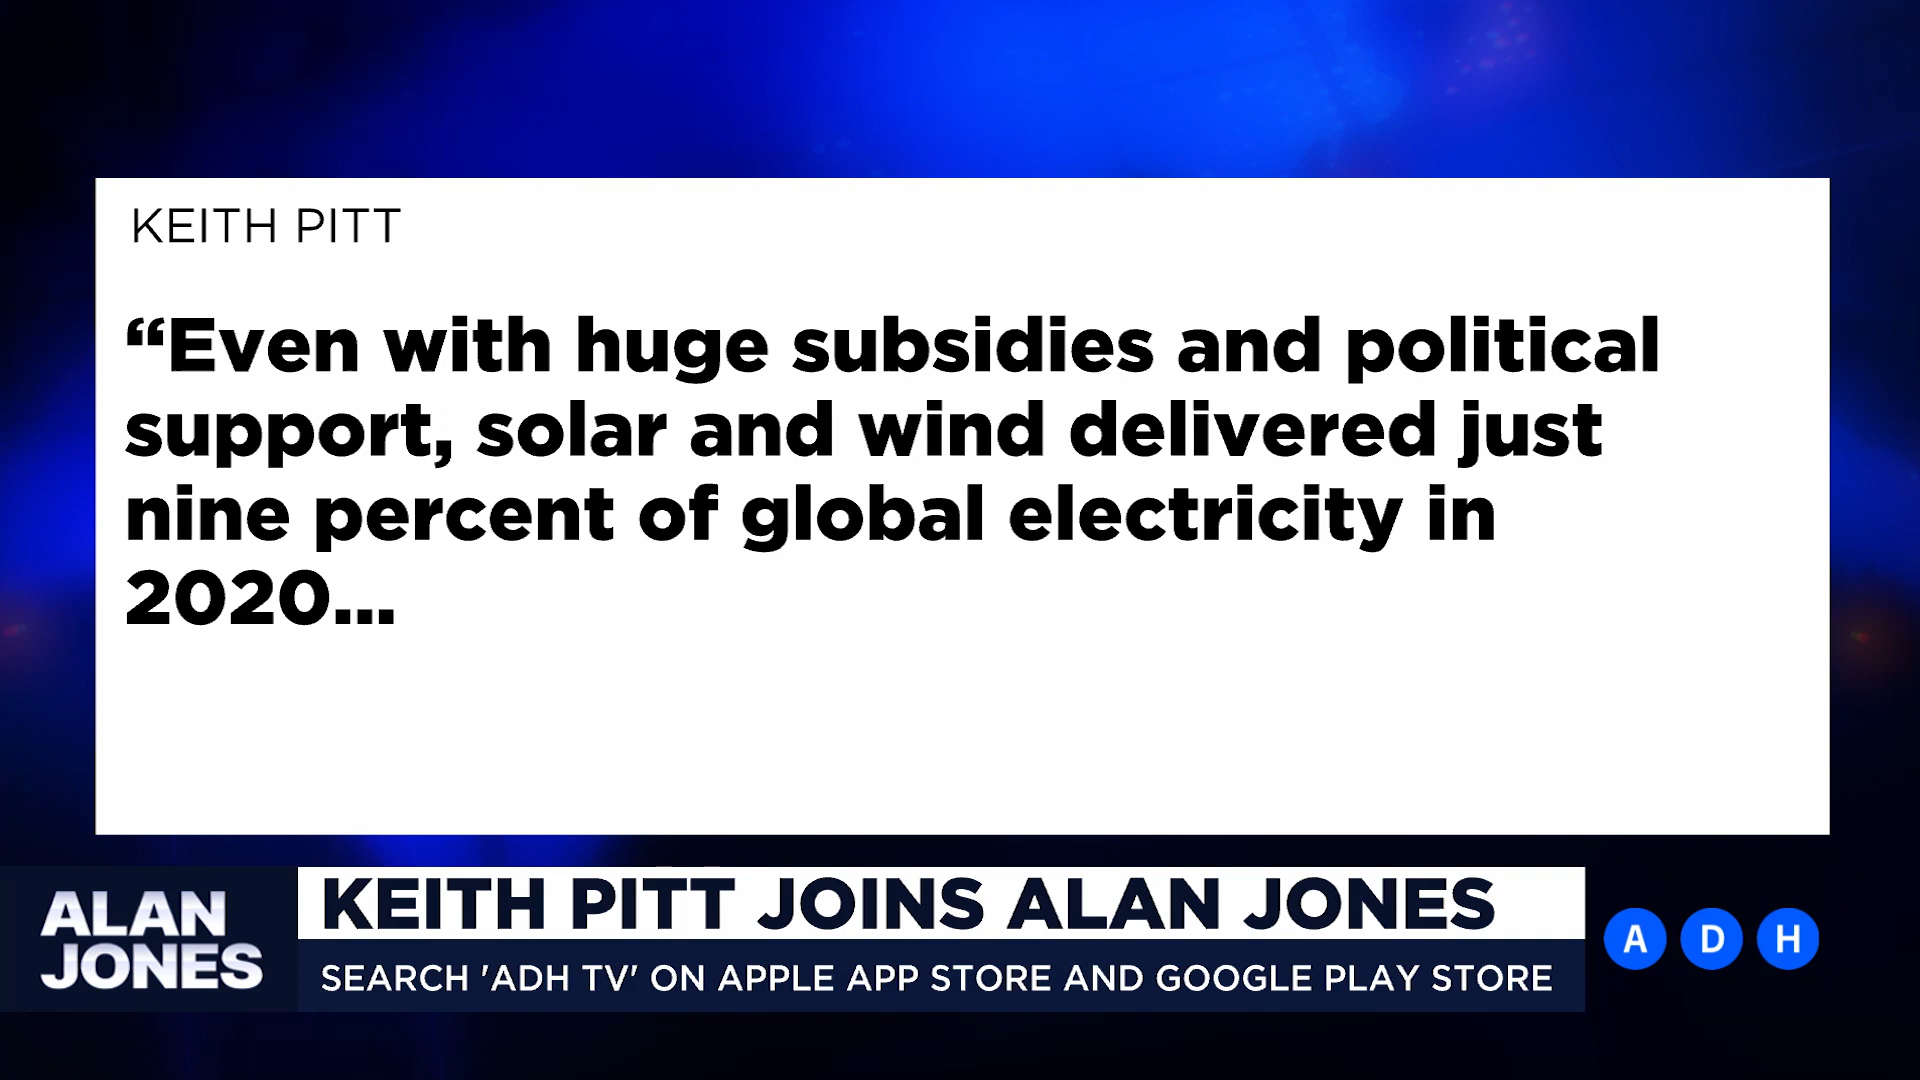 KEITH PITT
“Even with huge subsidies and political
support, solar and wind delivered just
nine percent of global electricity in
2020...
ALAN
JONES
KEITH PITT JOINS ALAN JONES
SEARCH 'ADH TV' ON APPLE APP STORE AND GOOGLE PLAY STORE
A D H